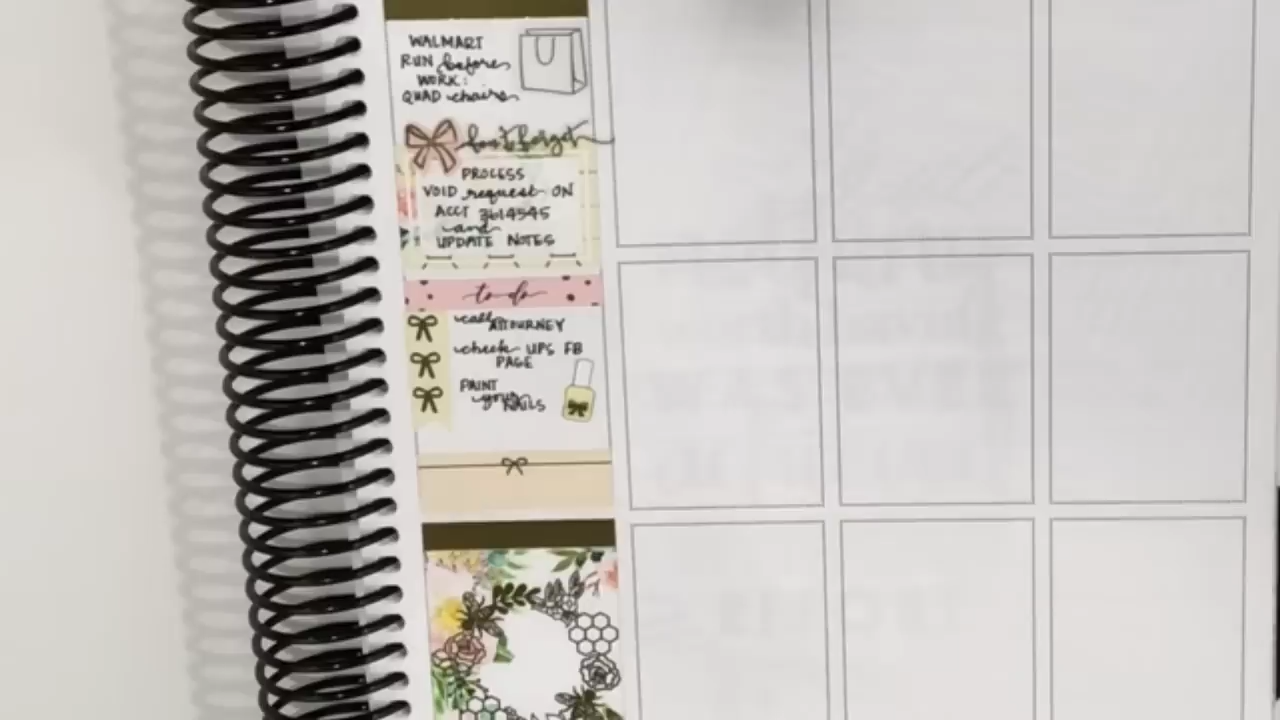 WALMART
RUN before
WORK:
QUAD chairs
don't forget
PROCESS
VOID request ON
ACCT 3614545
and
UPDATE NOTES
to do
call ATTOURNEY
check UPS FB
PAGE
PAINT
your NAILS